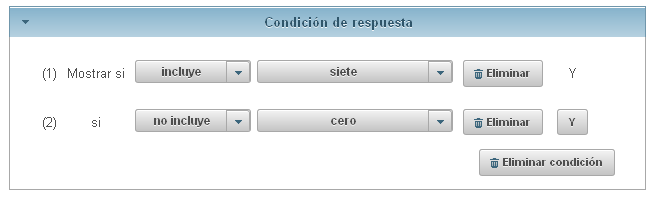 Condición de respuesta
(1) Mostrar si incluye siete Eliminar Y
(2) si no incluye cero Eliminar Y
Eliminar condición